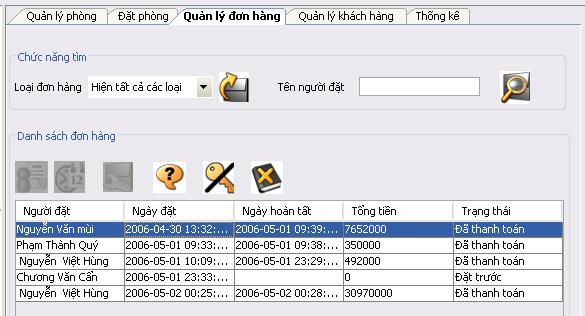 Quản lý phòng Đặt phòng Quản lý đơn hàng Quản lý khách hàng Thống kê
Chức năng tìm
Loại đơn hàng Hiện tất cả các loại Tên người đặt
Danh sách đơn hàng
12
Người đặt Ngày đặt Ngày hoàn tất Tổng tiền Trạng thái
Nguyễn Văn mùi 2006-04-30 13:32:... 2006-05-01 09:39:... 7652000 Đã thanh toán
Phạm Thành Quý 2006-05-01 09:33:... 2006-05-01 09:38:... 350000 Đã thanh toán
Nguyễn Việt Hùng 2006-05-01 10:09:... 2006-05-01 23:29:... 492000 Đã thanh toán
Chương Văn Cẩn 2006-05-01 23:33:... 0 Đặt trước
Nguyễn Việt Hùng 2006-05-02 00:25:... 2006-05-02 00:28:... 30970000 Đã thanh toán